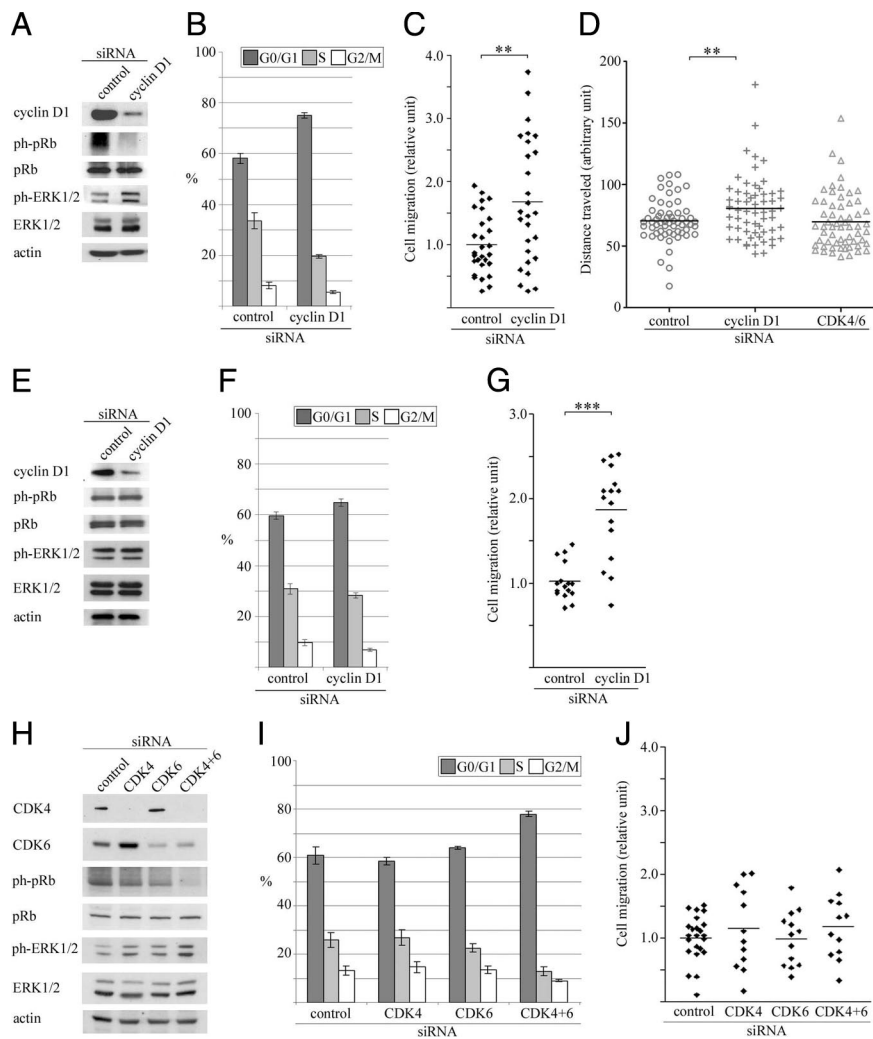 A
siRNA
control
cyclin D1
cyclin D1
ph-pRb
pRb
ph-ERK1/2
ERK1/2
actin
B
100
80
60
%
40
20
G0/G1 S G2/M
control cyclin D1
siRNA
C
Cell migration (relative unit)
4.0
3.0
2.0
1.0
**
control cyclin D1
siRNA
D
Distance traveled (arbitrary unit)
200
150
100
50
0
**
control cyclin D1 CDK4/6
siRNA
E
siRNA
control
cyclin D1
cyclin D1
ph-pRb
pRb
ph-ERK1/2
ERK1/2
actin
F
100
80
60
%
40
20
G0/G1 S G2/M
control cyclin D1
siRNA
G
Cell migration (relative unit)
3.0
2.0
1.0
***
control cyclin D1
siRNA
H
siRNA
control
CDK4
CDK6
CDK4+6
CDK4
CDK6
ph-pRb
pRb
ph-ERK1/2
ERK1/2
actin
I
100
80
60
%
40
20
G0/G1 S G2/M
control CDK4 CDK6 CDK4+6
siRNA
J
Cell migration (relative unit)
4.0
3.0
2.0
1.0
control CDK4 CDK6 CDK4+6
siRNA